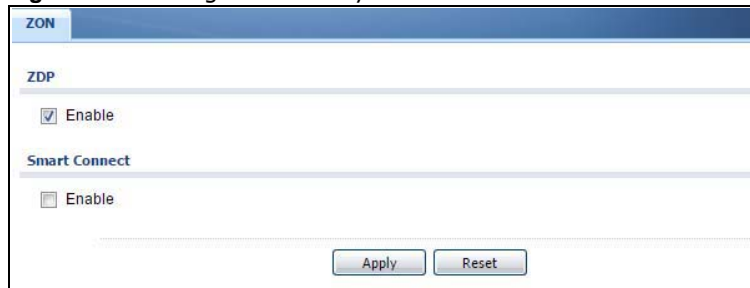 ZON
ZDP
Enable
Smart Connect
Enable
Apply Reset